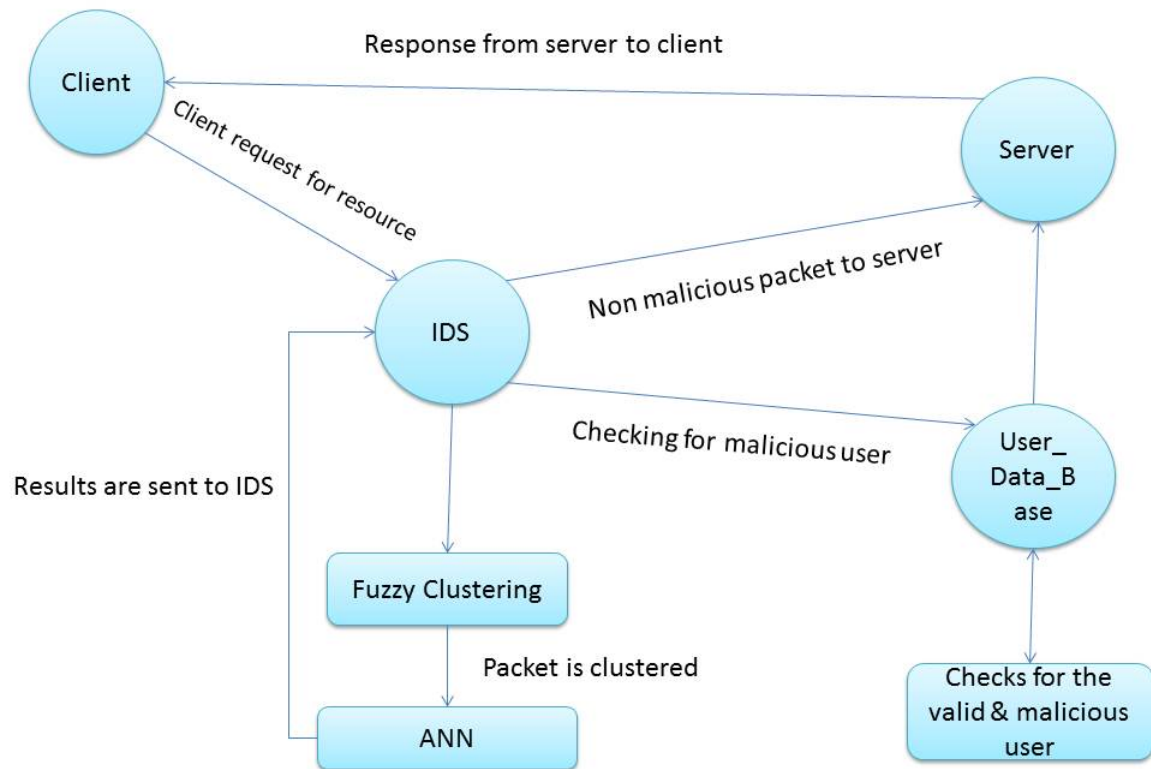 Response from server to client
Client
Client request for resource
Server
Non malicious packet to server
IDS
Checking for malicious user
User_
Data_B
ase
Results are sent to IDS
Fuzzy Clustering
Packet is clustered
Checks for the
valid & malicious
user
ANN